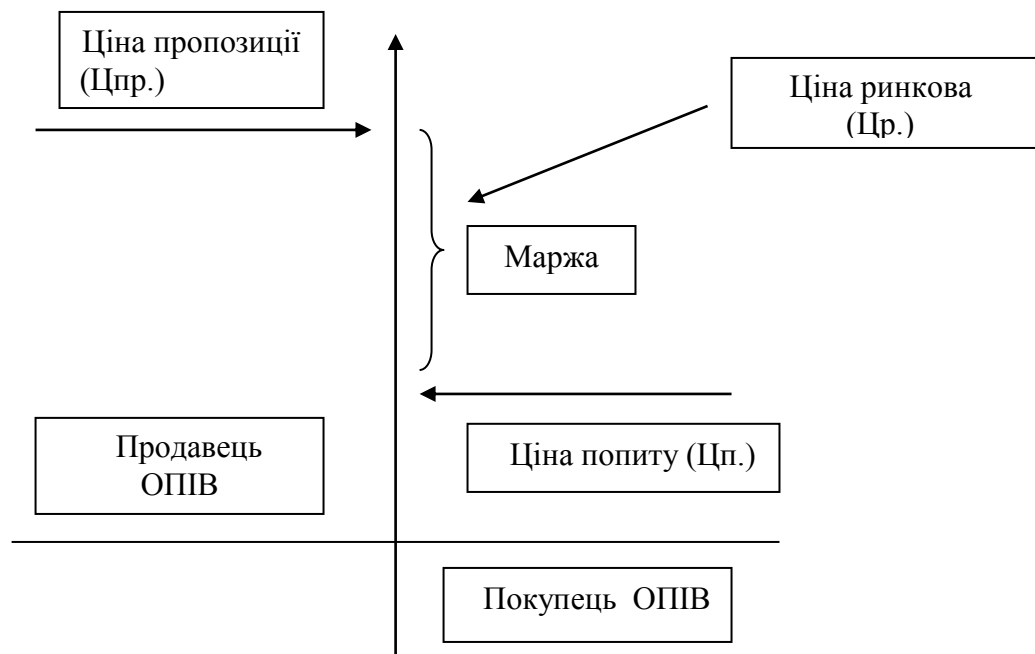 Ціна пропозиції
(Цпр.)
Ціна ринкова
(Цр.)
Маржа
Продавець
ОПІВ
Ціна попиту (Цп.)
Покупець ОПІВ